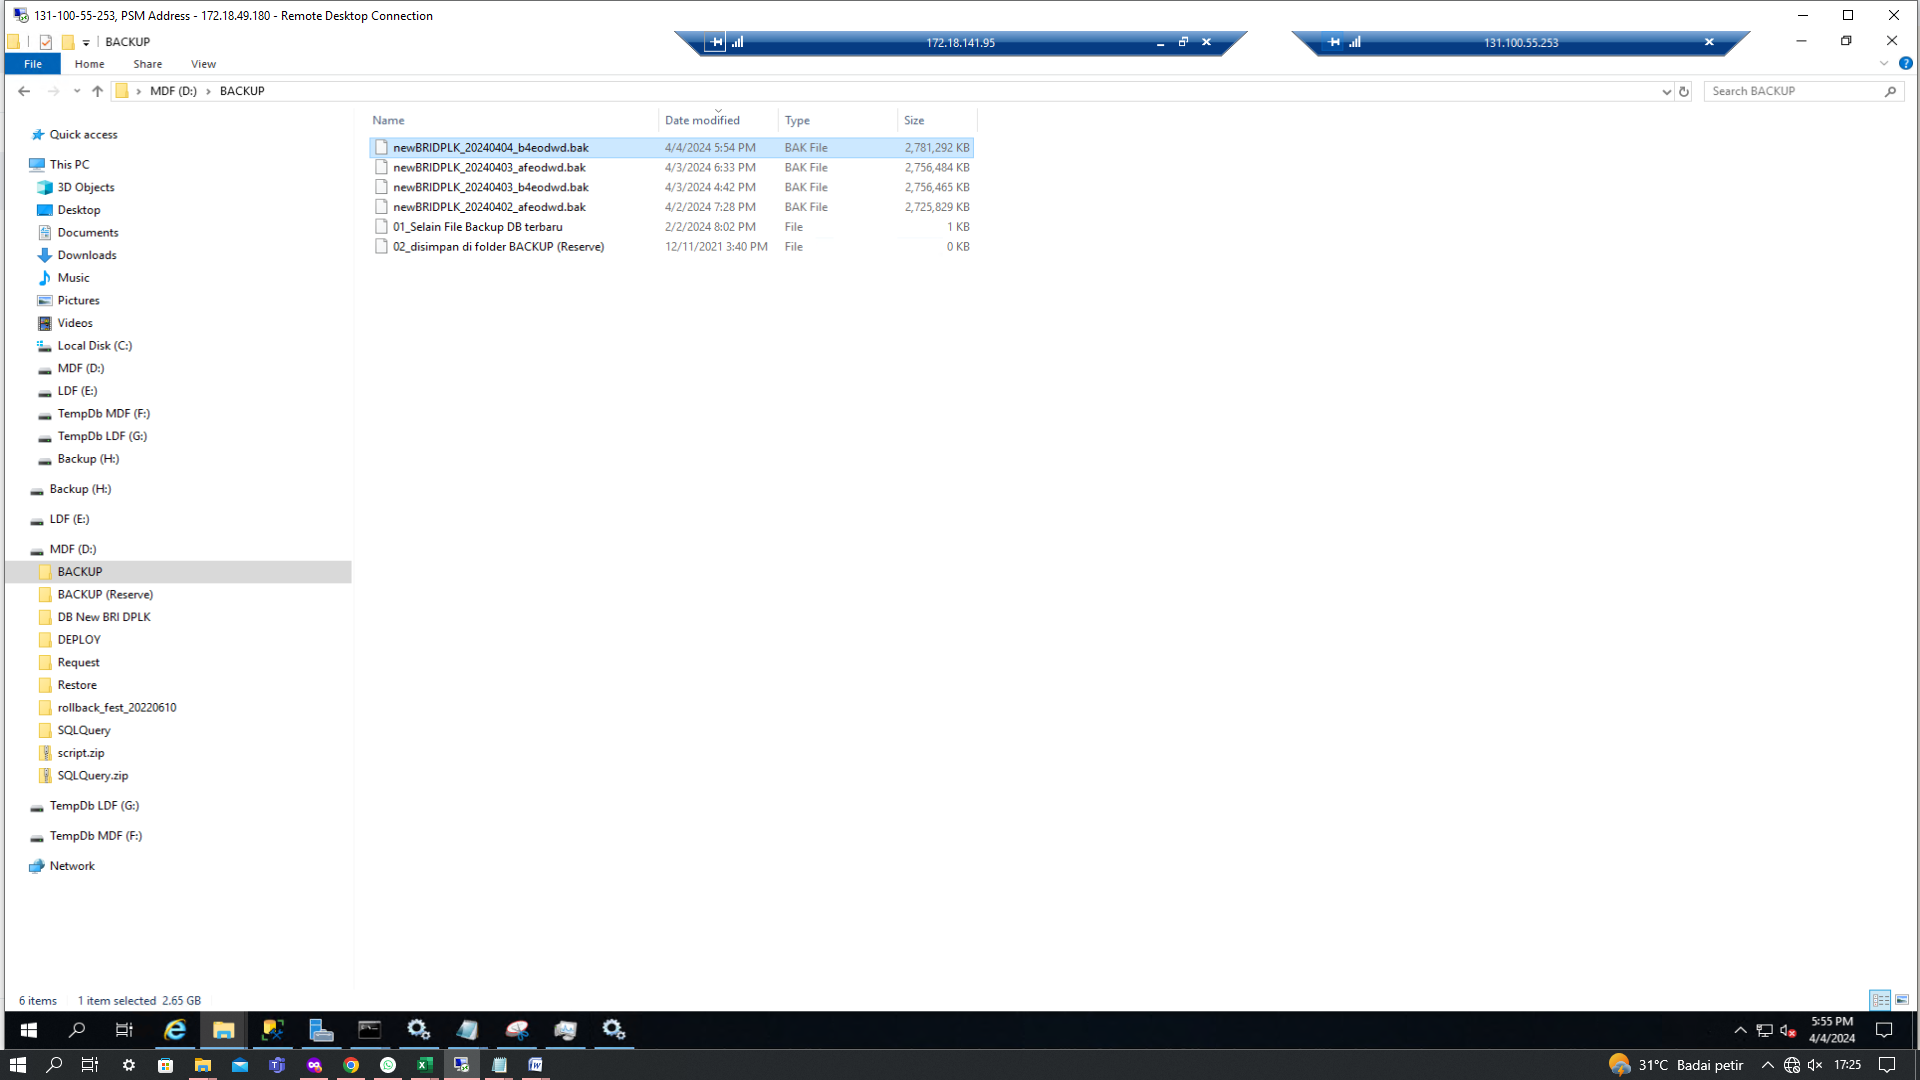 131-100-55-253, PSM Address - 172.18.49.180 - Remote Desktop Connection
BACKUP
172.18.141.95
131.100.55.253
File Home Share View
MDF (D:) BACKUP
Search BACKUP
Name Date modified Type Size
newBRIDPLK_20240404_b4eodwd.bak 4/4/2024 5:54 PM BAK File 2,781,292 KB
newBRIDPLK_20240403_afeodwd.bak 4/3/2024 6:33 PM BAK File 2,756,484 KB
newBRIDPLK_20240403_b4eodwd.bak 4/3/2024 4:42 PM BAK File 2,756,465 KB
newBRIDPLK_20240402_afeodwd.bak 4/2/2024 7:28 PM BAK File 2,725,829 KB
01_Selain File Backup DB terbaru 2/2/2024 8:02 PM File 1 KB
02_disimpan di folder BACKUP (Reserve) 12/11/2021 3:40 PM File 0 KB
Quick access
This PC
3D Objects
Desktop
Documents
Downloads
Music
Pictures
Videos
Local Disk (C:)
MDF (D:)
LDF (E:)
TempDb MDF (F:)
TempDb LDF (G:)
Backup (H:)
Backup (H:)
LDF (E:)
MDF (D:)
BACKUP
BACKUP (Reserve)
DB New BRI DPLK
DEPLOY
Request
Restore
rollback_fest_20220610
SQLQuery
script.zip
SQLQuery.zip
TempDb LDF (G:)
TempDb MDF (F:)
Network
6 items 1 item selected 2.65 GB
5:55 PM
4/4/2024
31°C Badai petir 17:25